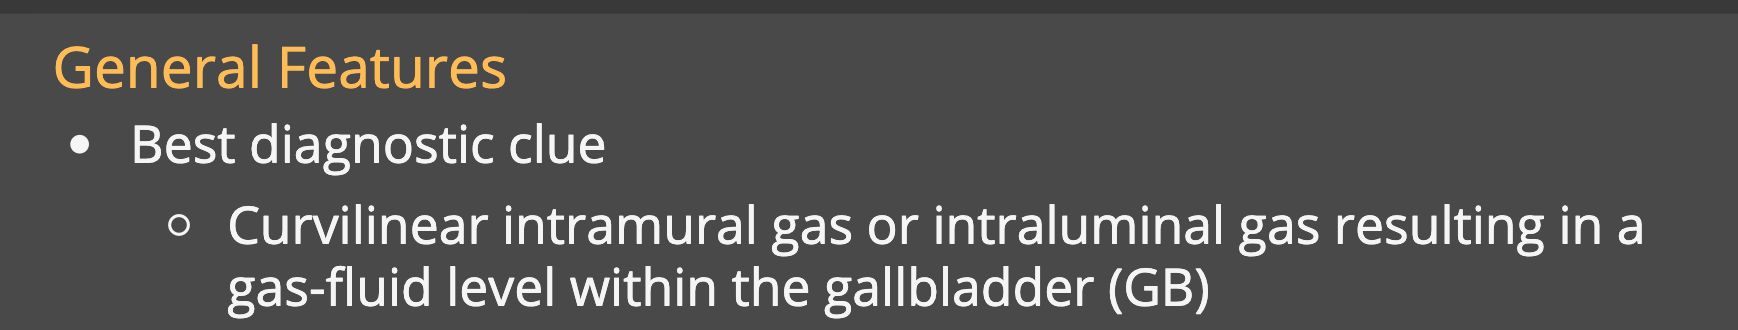 General Features
• Best diagnostic clue
○ Curvilinear intramural gas or intraluminal gas resulting in a
gas-fluid level within the gallbladder (GB)